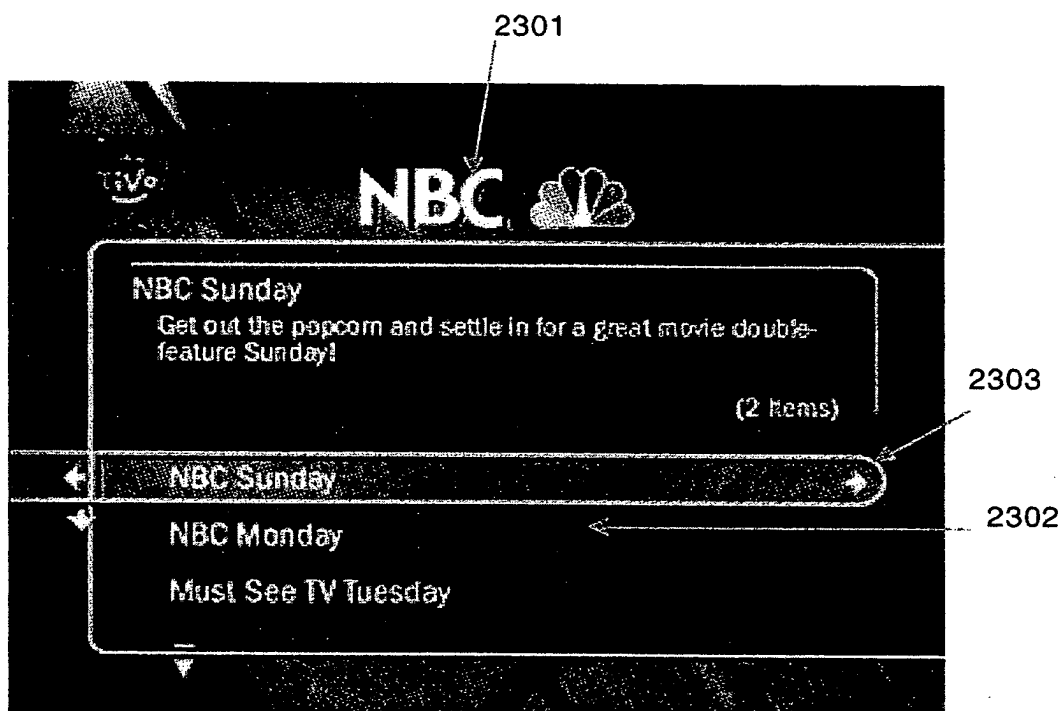 2301
TiVo
NBC
NBC Sunday
Get out the popcorn and settle in for a great movie double-
feature Sunday!
(2 Items)
2303
NBC Sunday
2302
NBC Monday
Must See TV Tuesday